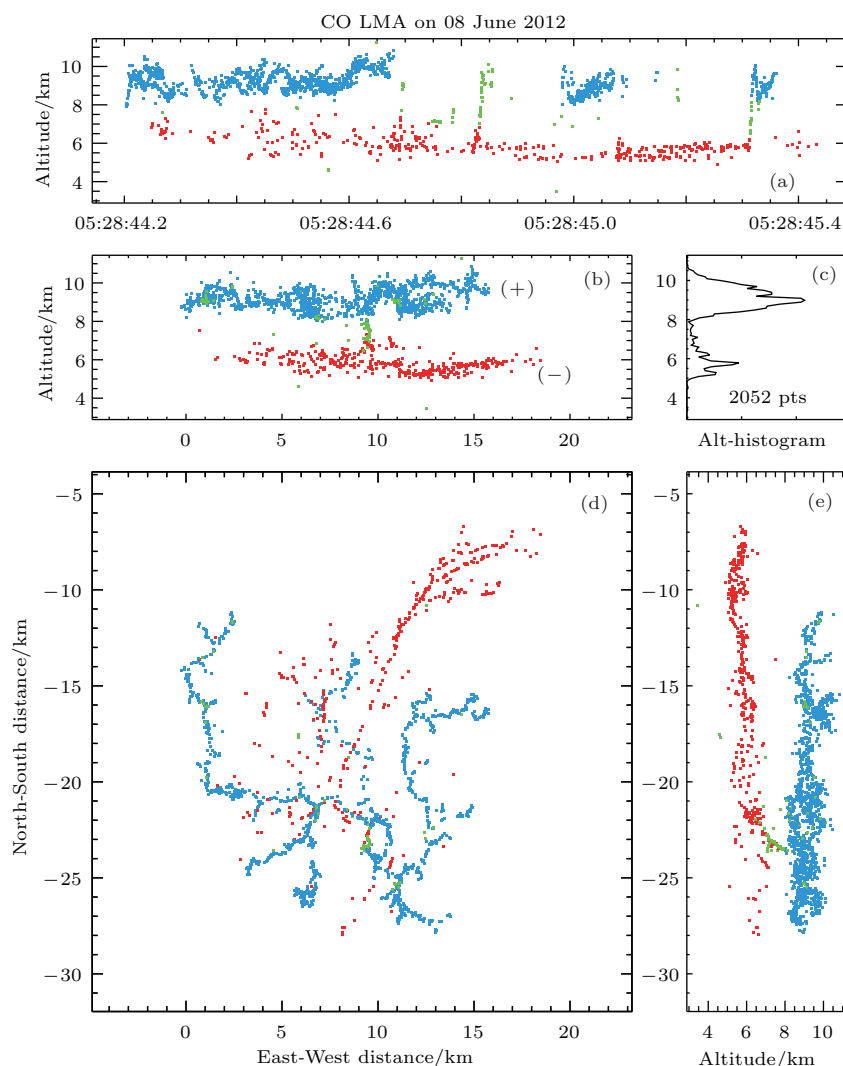 CO LMA on 08 June 2012
Altitude/km
10
8
6
4
(a)
05:28:44.2 05:28:44.6 05:28:45.0 05:28:45.4
Altitude/km
10
8
6
4
(b)
(+)
(−)
0 5 10 15 20
10
8
6
4
(c)
2052 pts
Alt-histogram
North-South distance/km
−5
−10
−15
−20
−25
−30
(d)
0 5 10 15 20
East-West distance/km
−5
−10
−15
−20
−25
−30
(e)
4 6 8 10
Altitude/km